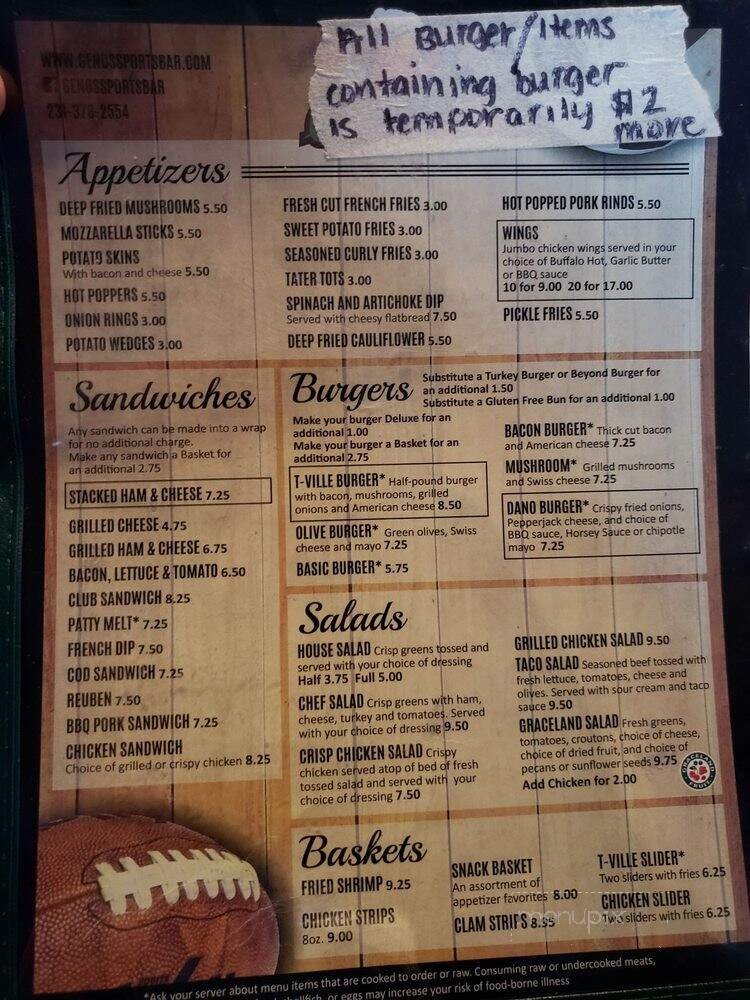 All Burger/Items
containing burger
is temporarily $2
more
WWW.GENOSSPORTSBAR.COM
GENOSSPORTSBAR
231-378-2554
Appetizers
DEEP FRIED MUSHROOMS 5.50
MOZZARELLA STICKS 5.50
POTATO SKINS
With bacon and cheese 5.50
HOT POPPERS 5.50
ONION RINGS 3.00
POTATO WEDGES 3.00
FRESH CUT FRENCH FRIES 3.00
SWEET POTATO FRIES 3.00
SEASONED CURLY FRIES 3.00
TATER TOTS 3.00
SPINACH AND ARTICHOKE DIP
Served with cheesy flatbread 7.50
DEEP FRIED CAULIFLOWER 5.50
HOT POPPED PORK RINDS 5.50
WINGS
Jumbo chicken wings served in your
choice of Buffalo Hot, Garlic Butter
or BBQ sauce
10 for 9.00 20 for 17.00
PICKLE FRIES 5.50
Sandwiches
Any sandwich can be made into a wrap
for no additional charge.
Make any sandwich a Basket for
an additional 2.75
STACKED HAM & CHEESE 7.25
GRILLED CHEESE 4.75
GRILLED HAM & CHEESE 6.75
BACON, LETTUCE & TOMATO 6.50
CLUB SANDWICH 8.25
PATTY MELT* 7.25
FRENCH DIP 7.50
COD SANDWICH 7.25
REUBEN 7.50
BBQ PORK SANDWICH 7.25
CHICKEN SANDWICH
Choice of grilled or crispy chicken 8.25
Burgers
Substitute a Turkey Burger or Beyond Burger for
an additional 1.50
Substitute a Gluten Free Bun for an additional 1.00
Make your burger Deluxe for an
additional 1.00
Make your burger a Basket for an
additional 2.75
T-VILLE BURGER* Half-pound burger
with bacon, mushrooms, grilled
onions and American cheese 8.50
OLIVE BURGER* Green olives, Swiss
cheese and mayo 7.25
BASIC BURGER* 5.75
BACON BURGER* Thick cut bacon
and American cheese 7.25
MUSHROOM* Grilled mushrooms
and Swiss cheese 7.25
DANO BURGER* Crispy fried onions,
Pepperjack cheese, and choice of
BBQ sauce, Horsey Sauce or chipotle
mayo 7.25
Salads
HOUSE SALAD Crisp greens tossed and
served with your choice of dressing
Half 3.75 Full 5.00
CHEF SALAD Crisp greens with ham,
cheese, turkey and tomatoes. Served
with your choice of dressing 9.50
CRISP CHICKEN SALAD Crispy
chicken served atop of bed of fresh
tossed salad and served with your
choice of dressing 7.50
GRILLED CHICKEN SALAD 9.50
TACO SALAD Seasoned beef tossed with
fresh lettuce, tomatoes, cheese and
olives. Served with sour cream and taco
sauce 9.50
GRACELAND SALAD Fresh greens,
tomatoes, croutons, choice of cheese,
choice of dried fruit, and choice of
pecans or sunflower seeds 9.75
Add Chicken for 2.00
GRACELAND FRUIT
Baskets
FRIED SHRIMP 9.25
CHICKEN STRIPS
8oz. 9.00
SNACK BASKET
An assortment of
appetizer favorites 8.00
CLAM STRIPS 8.95
T-VILLE SLIDER*
Two sliders with fries 6.25
CHICKEN SLIDER
Two sliders with fries 6.25
menupix
*Ask your server about menu items that are cooked to order or raw. Consuming raw or undercooked meats,
shellfish, or eggs may increase your risk of food-borne illness